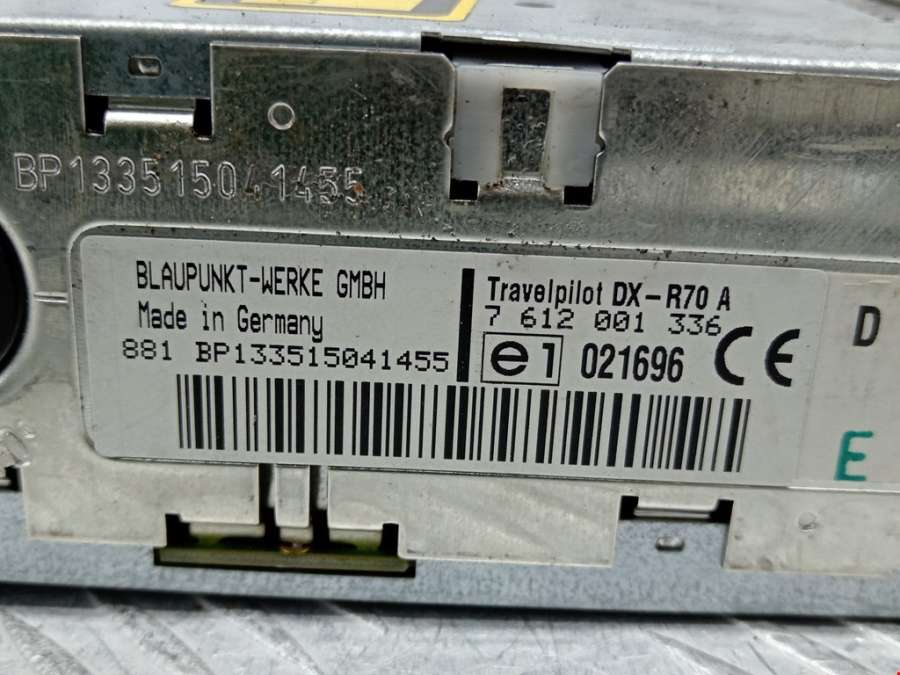 BP133515041455
BLAUPUNKT-WERKE GMBH
Made in Germany
881 BP133515041455
Travelpilot DX-R70 A
7 612 001 336
e1 021696 CE
D
E